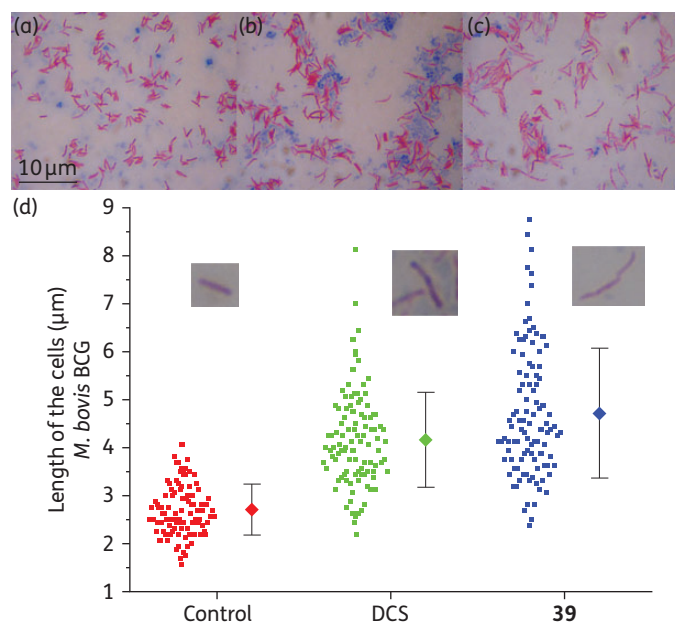 (a)
(b)
(c)
10 μm
(d)
9
8
7
6
5
4
3
2
1
Length of the cells (μm)
M. bovis BCG
Control
DCS
39